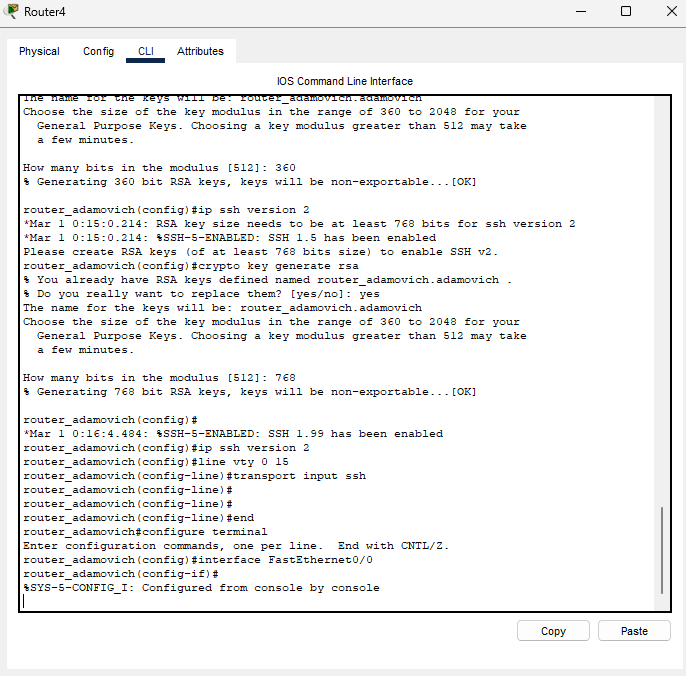 Router4
Physical Config CLI Attributes
IOS Command Line Interface
The name for the keys will be: router_adamovich.adamovich
Choose the size of the key modulus in the range of 360 to 2048 for your
General Purpose Keys. Choosing a key modulus greater than 512 may take
a few minutes.
How many bits in the modulus [512]: 360
% Generating 360 bit RSA keys, keys will be non-exportable...[OK]
router_adamovich(config)#ip ssh version 2
*Mar 1 0:15:0.214: RSA key size needs to be at least 768 bits for ssh version 2
*Mar 1 0:15:0.214: %SSH-5-ENABLED: SSH 1.5 has been enabled
Please create RSA keys (of at least 768 bits size) to enable SSH v2.
router_adamovich(config)#crypto key generate rsa
% You already have RSA keys defined named router_adamovich.adamovich .
% Do you really want to replace them? [yes/no]: yes
The name for the keys will be: router_adamovich.adamovich
Choose the size of the key modulus in the range of 360 to 2048 for your
General Purpose Keys. Choosing a key modulus greater than 512 may take
a few minutes.
How many bits in the modulus [512]: 768
% Generating 768 bit RSA keys, keys will be non-exportable...[OK]
router_adamovich(config)#
*Mar 1 0:16:4.484: %SSH-5-ENABLED: SSH 1.99 has been enabled
router_adamovich(config)#ip ssh version 2
router_adamovich(config)#line vty 0 15
router_adamovich(config-line)#transport input ssh
router_adamovich(config-line)#
router_adamovich(config-line)#
router_adamovich(config-line)#end
router_adamovich#configure terminal
Enter configuration commands, one per line. End with CNTL/Z.
router_adamovich(config)#interface FastEthernet0/0
router_adamovich(config-if)#
%SYS-5-CONFIG_I: Configured from console by console
Copy Paste